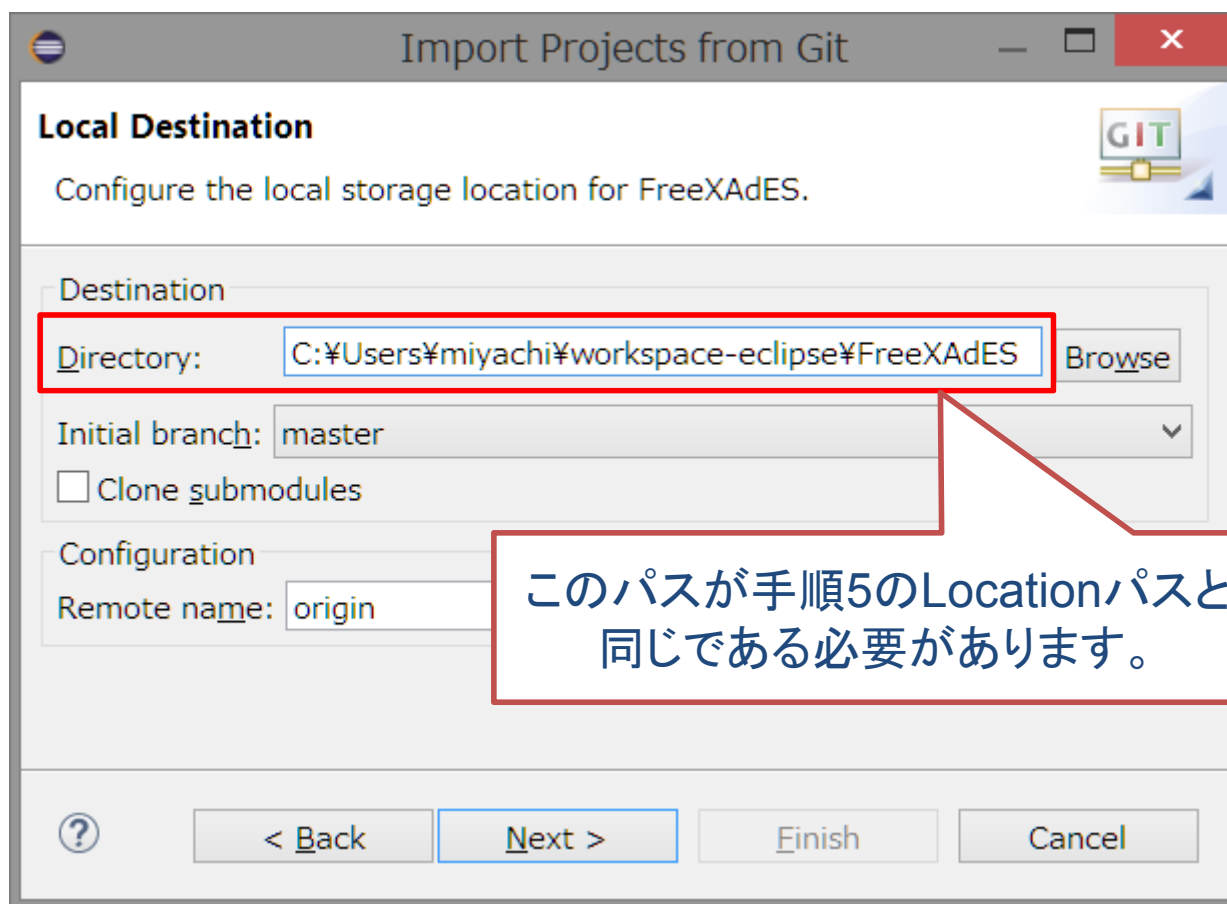 Import Projects from Git
Local Destination
GIT
Configure the local storage location for FreeXAdES.
Destination
Directory: C:¥Users¥miyachi¥workspace-eclipse¥FreeXAdES Browse
Initial branch: master
Clone submodules
Configuration
Remote name: origin
このパスが手順5のLocationパスと
同じである必要があります。
? < Back Next > Finish Cancel